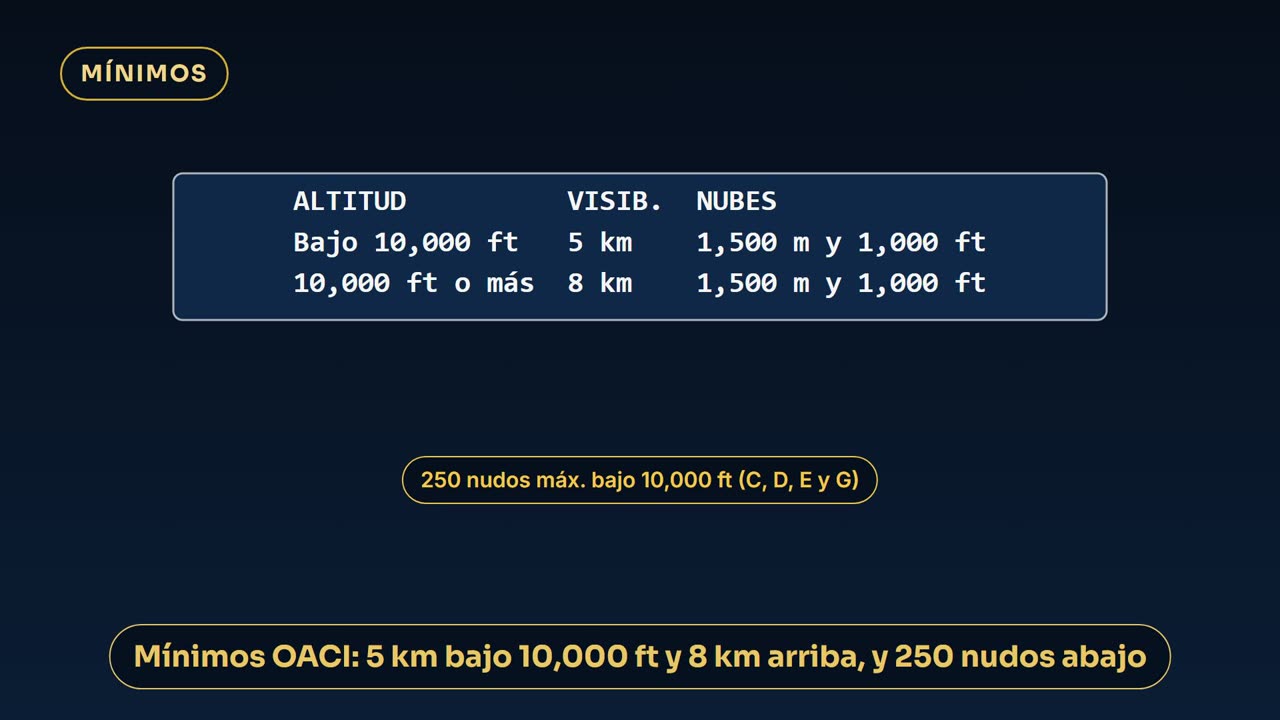 MÍNIMOS
ALTITUD VISIB. NUBES
Bajo 10,000 ft 5 km 1,500 m y 1,000 ft
10,000 ft o más 8 km 1,500 m y 1,000 ft
250 nudos máx. bajo 10,000 ft (C, D, E y G)
Mínimos OACI: 5 km bajo 10,000 ft y 8 km arriba, y 250 nudos abajo